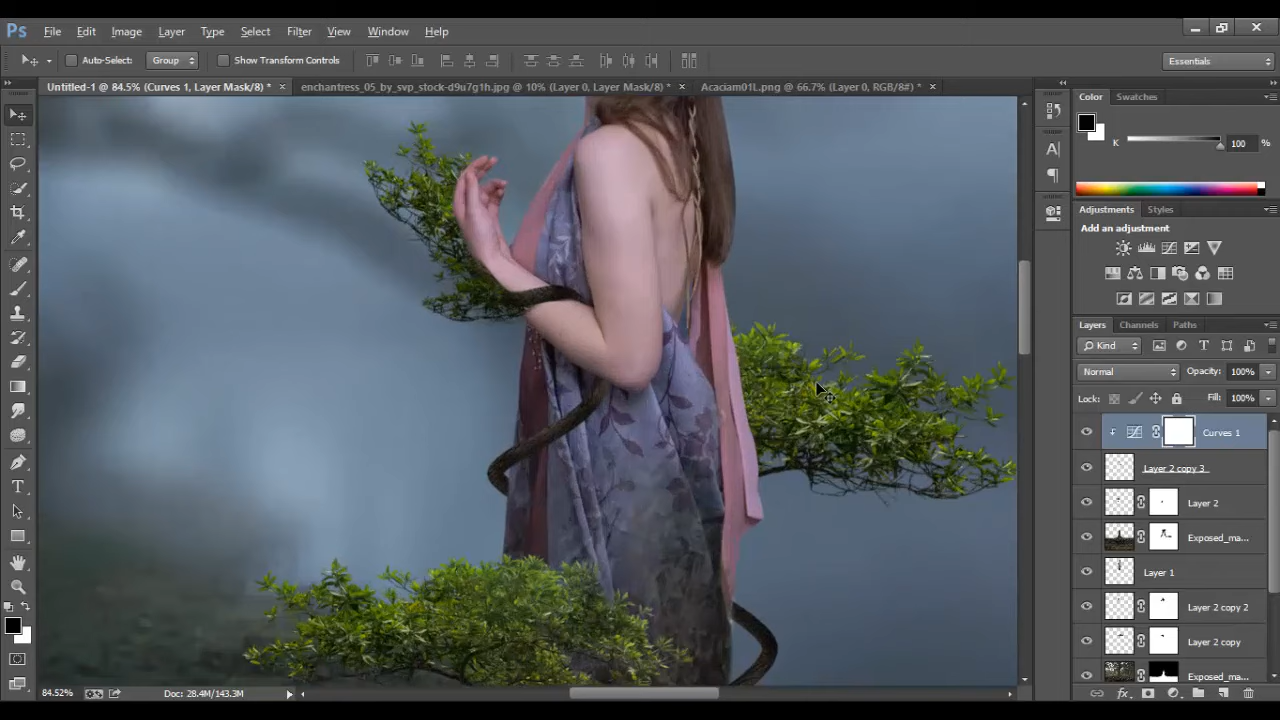 Ps File Edit Image Layer Type Select Filter View Window Help
Auto-Select: Group Show Transform Controls Essentials
Untitled-1 @ 84.5% (Curves 1, Layer Mask/8) * enchantress_05_by_svp_stock-d9u7g1h.jpg @ 10% (Layer 0, Layer Mask/8) * Acaciam01L.png @ 66.7% (Layer 0, RGB/8#) *
Color Swatches
K 100 %
Adjustments Styles
Add an adjustment
Layers Channels Paths
Kind
Normal Opacity: 100%
Lock: Fill: 100%
Curves 1
Layer 2 copy 3
Layer 2
Exposed_ma...
Layer 1
Layer 2 copy 2
Layer 2 copy
Exposed_ma...
84.52% Doc: 28.4M/143.3M